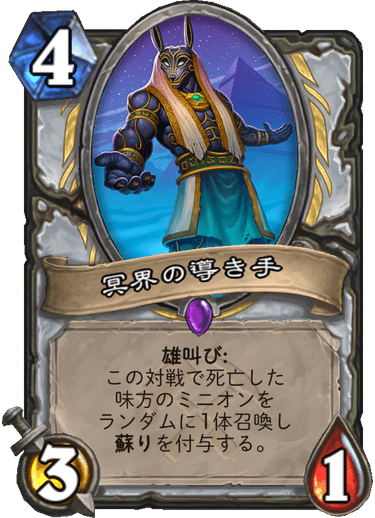 4
冥界の導き手
雄叫び:
この対戦で死亡した
味方のミニオンを
ランダムに1体召喚し
蘇りを付与する。
3
1